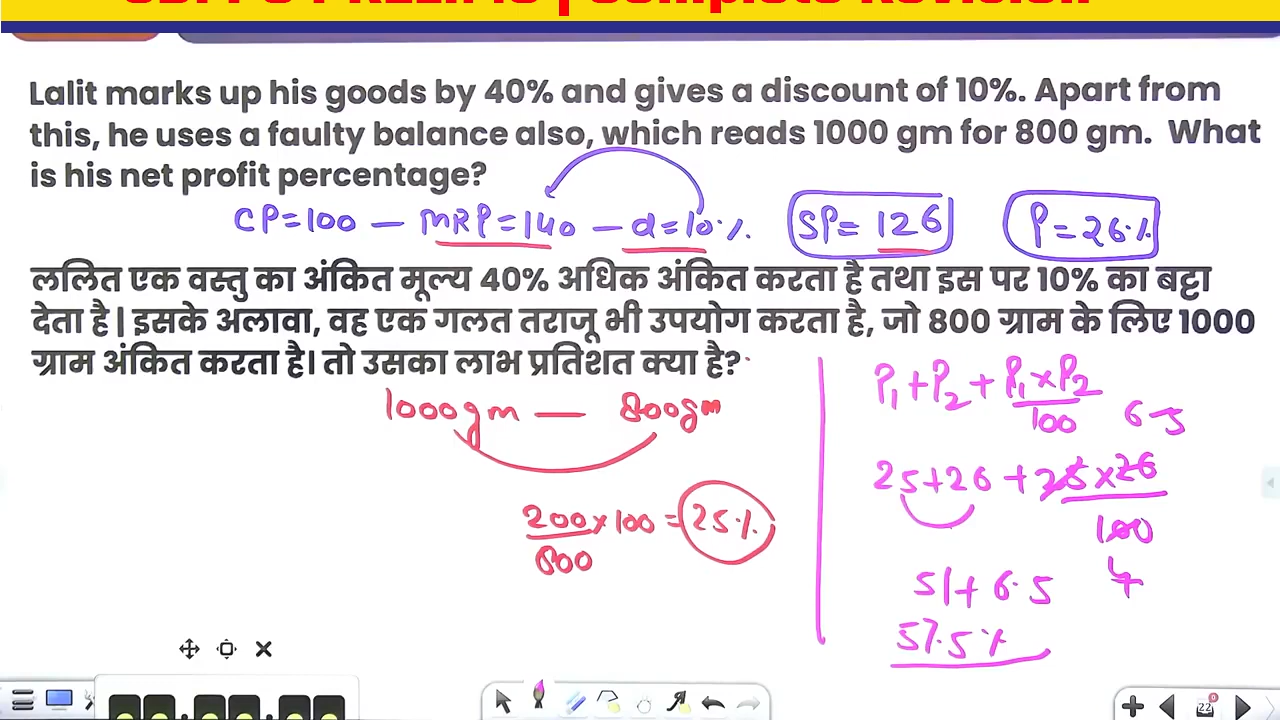 Lalit marks up his goods by 40% and gives a discount of 10%. Apart from
this, he uses a faulty balance also, which reads 1000 gm for 800 gm. What
is his net profit percentage?
CP=100 — MRP=140 — d=10% SP=126 P=26%
ललित एक वस्तु का अंकित मूल्य 40% अधिक अंकित करता है तथा इस पर 10% का बट्टा
देता है| इसके अलावा, वह एक गलत तराजू भी उपयोग करता है, जो 800 ग्राम के लिए 1000
ग्राम अंकित करता है। तो उसका लाभ प्रतिशत क्या है?
1000gm — 800gm
200/800 × 100 = 25%
P₁+P₂+P₁×P₂/100
6.5
25+26+25×26/100
4
51+6.5
57.5%
22